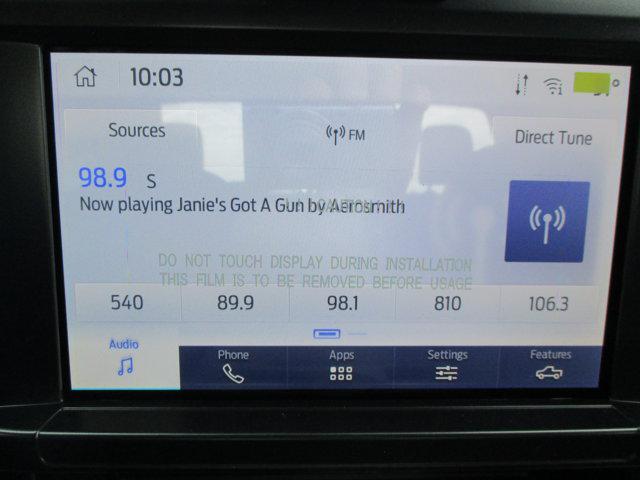 10:03
Sources
FM
Direct Tune
98.9 S
Now playing Janie's Got A Gun by Aerosmith
CAUTION
DO NOT TOUCH DISPLAY DURING INSTALLATION
THIS FILM IS TO BE REMOVED BEFORE USAGE
540 89.9 98.1 810 106.3
Audio Phone Apps Settings Features